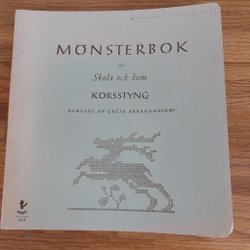 MÖNSTERBOK
för
Skola och hem
KORSSTYNG
SAMLADE AV GRETA ABRAHAMSSON